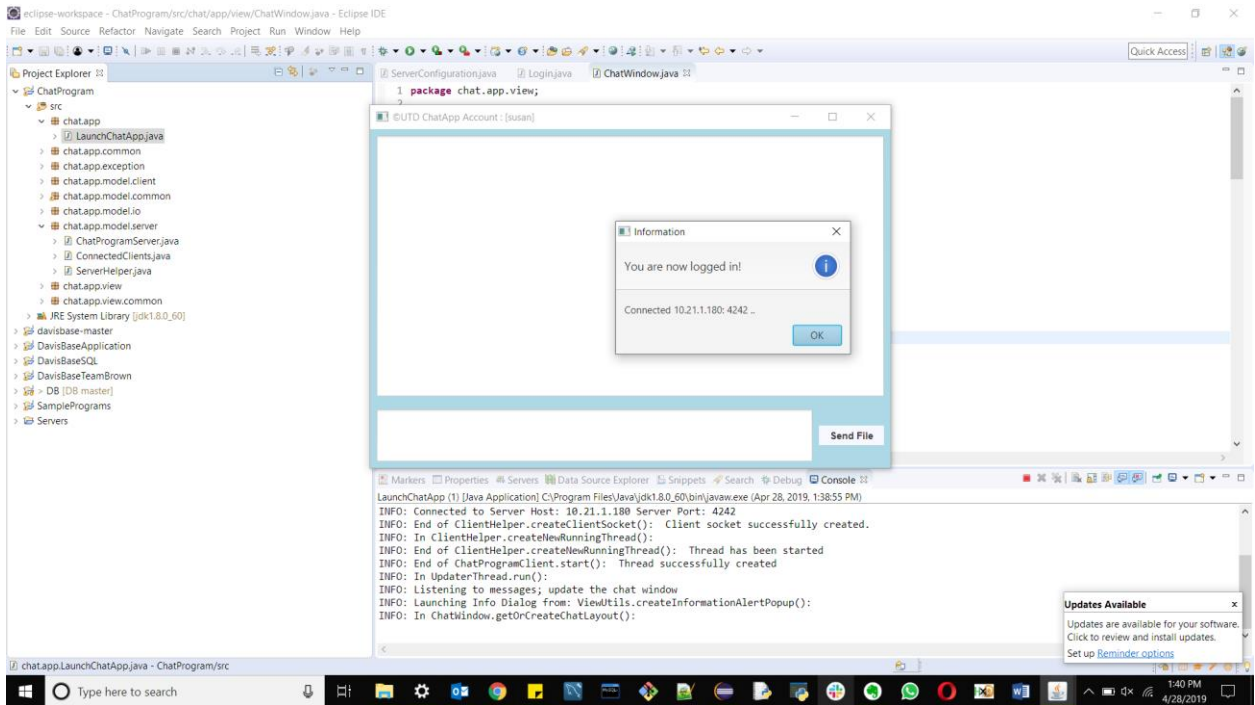 eclipse-workspace - ChatProgram/src/chat/app/view/ChatWindow.java - Eclipse IDE
File Edit Source Refactor Navigate Search Project Run Window Help
Quick Access
Project Explorer
ChatProgram
src
chat.app
LaunchChatApp.java
chat.app.common
chat.app.exception
chat.app.model.client
chat.app.model.common
chat.app.model.io
chat.app.model.server
ChatProgramServer.java
ConnectedClients.java
ServerHelper.java
chat.app.view
chat.app.view.common
JRE System Library [jdk1.8.0_60]
davisbase-master
DavisBaseApplication
DavisBaseSQL
DavisBaseTeamBrown
> DB [DB master]
SamplePrograms
Servers
ServerConfiguration.java Login.java ChatWindow.java
1 package chat.app.view;
2
©UTD ChatApp Account : [susan]
Information
You are now logged in!
Connected 10.21.1.180: 4242 ..
OK
Send File
Markers Properties Servers Data Source Explorer Snippets Search Debug Console
LaunchChatApp (1) [Java Application] C:\Program Files\Java\jdk1.8.0_60\bin\javaw.exe (Apr 28, 2019, 1:38:55 PM)
INFO: Connected to Server Host: 10.21.1.180 Server Port: 4242
INFO: End of ClientHelper.createClientSocket(): Client socket successfully created.
INFO: In ClientHelper.createNewRunningThread():
INFO: End of ClientHelper.createNewRunningThread(): Thread has been started
INFO: End of ChatProgramClient.start(): Thread successfully created
INFO: In UpdaterThread.run():
INFO: Listening to messages; update the chat window
INFO: Launching Info Dialog from: ViewUtils.createInformationAlertPopup():
INFO: In ChatWindow.getOrCreateChatLayout():
Updates Available x
Updates are available for your software.
Click to review and install updates.
Set up Reminder options
chat.app.LaunchChatApp.java - ChatProgram/src
Type here to search
1:40 PM
4/28/2019